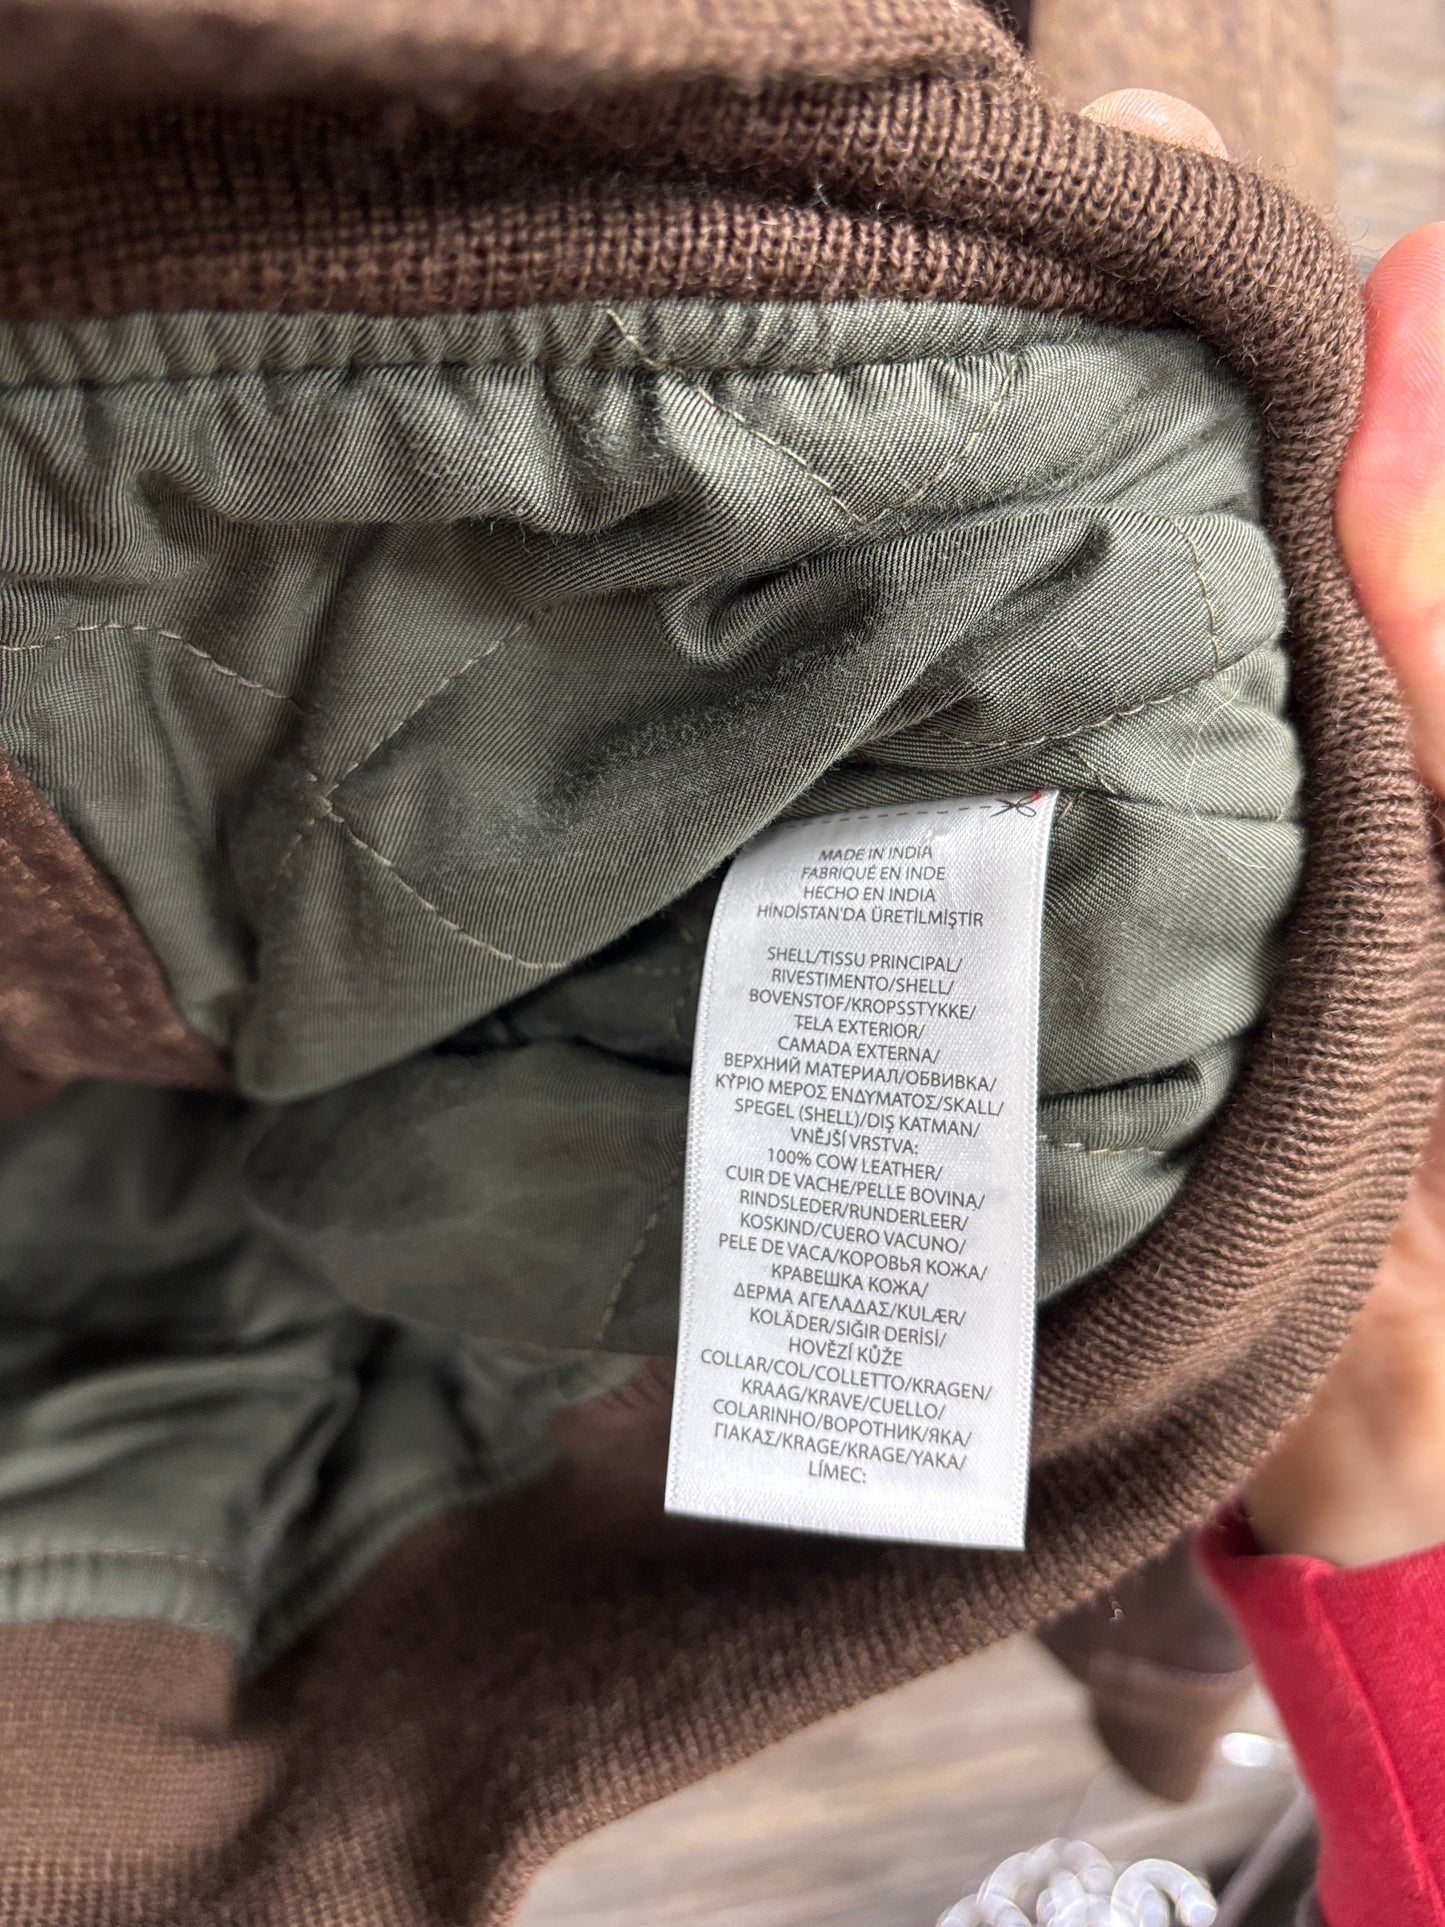 MADE IN INDIA
FABRIQUÉ EN INDE
HECHO EN INDIA
HİNDİSTAN'DA ÜRETİLMİŞTİR
SHELL/TISSU PRINCIPAL/
RIVESTIMENTO/SHELL/
BOVENSTOF/KROPSSTYKKE/
TELA EXTERIOR/
CAMADA EXTERNA/
ВЕРХНИЙ МАТЕРИАЛ/ОБВИВКА/
ΚΥΡΙΟ ΜΕΡΟΣ ΕΝΔΥΜΑΤΟΣ/SKALL/
SPEGEL (SHELL)/DIŞ KATMAN/
VNĚJŠÍ VRSTVA:
100% COW LEATHER/
CUIR DE VACHE/PELLE BOVINA/
RINDSLEDER/RUNDERLEER/
KOSKIND/CUERO VACUNO/
PELE DE VACA/КОРОВЬЯ КОЖА/
КРАВЕШКА КОЖА/
ΔΕΡΜΑ ΑΓΕΛΑΔΑΣ/KULÆR/
KOLÄDER/SIĞIR DERİSİ/
HOVĚZÍ KŮŽE
COLLAR/COL/COLLETTO/KRAGEN/
KRAAG/KRAVE/CUELLO/
COLARINHO/ВОРОТНИК/ЯКА/
ΓΙΑΚΑΣ/KRAGE/KRAGE/YAKA/
LÍMEC: